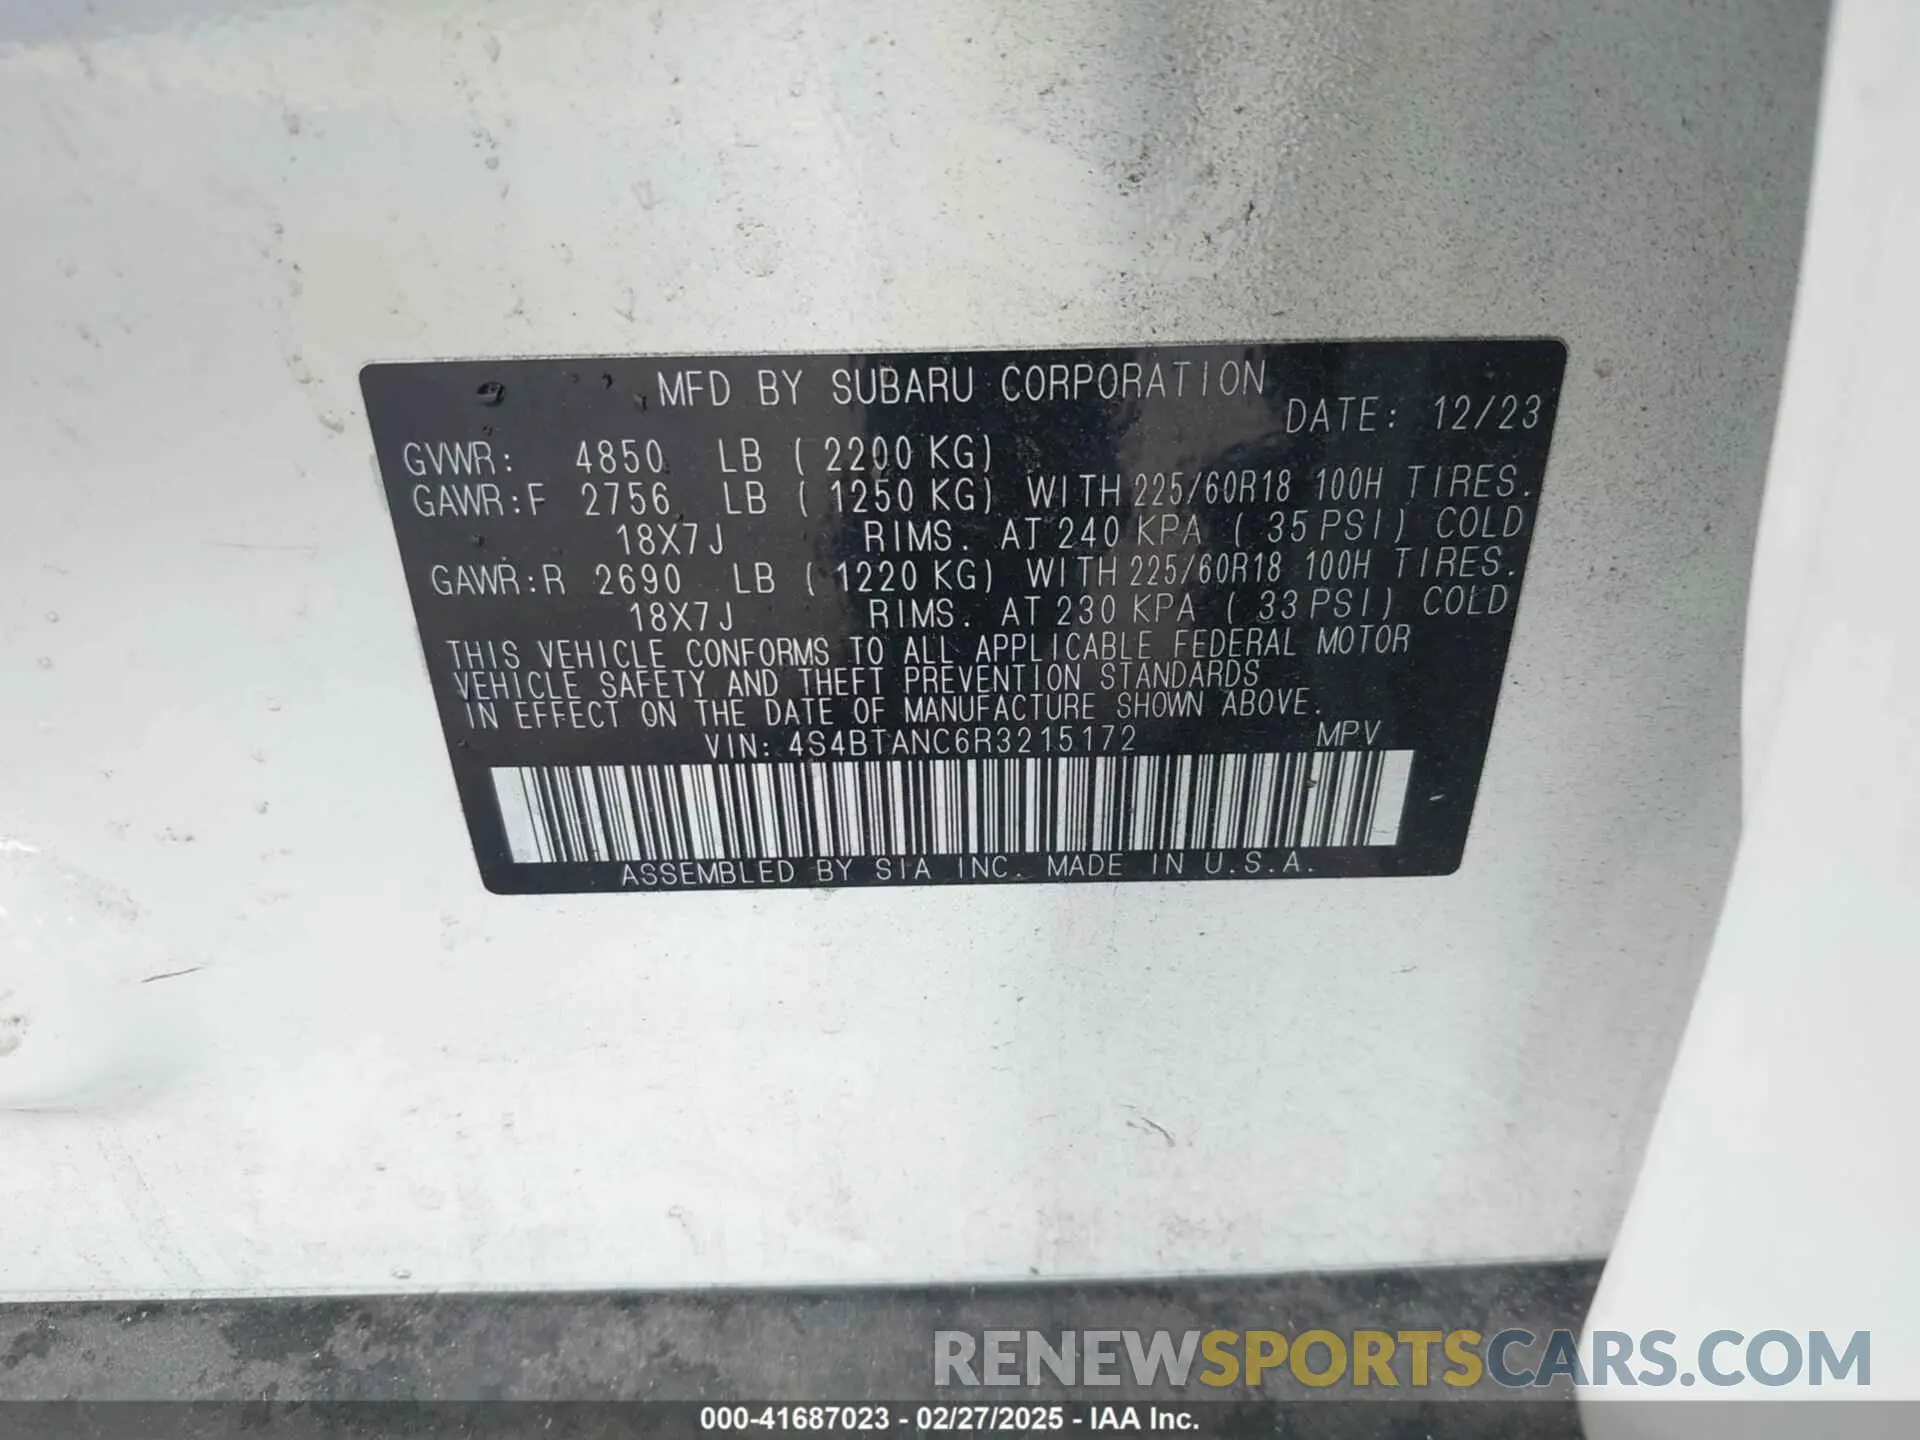 MFD BY SUBARU CORPORATION
DATE: 12/23
GVWR: 4850 LB (2200 KG)
GAWR:F 2756 LB (1250 KG) WITH 225/60R18 100H TIRES.
18X7J RIMS. AT 240 KPA (35 PSI) COLD
GAWR:R 2690 LB (1220 KG) WITH 225/60R18 100H TIRES.
18X7J RIMS. AT 230 KPA (33 PSI) COLD
THIS VEHICLE CONFORMS TO ALL APPLICABLE FEDERAL MOTOR
VEHICLE SAFETY AND THEFT PREVENTION STANDARDS
IN EFFECT ON THE DATE OF MANUFACTURE SHOWN ABOVE.
VIN: 4S4BTANC6R3215172 MPV
ASSEMBLED BY SIA INC. MADE IN U.S.A.
RENEWSPORTSCARS.COM
000-41687023 - 02/27/2025 - IAA Inc.